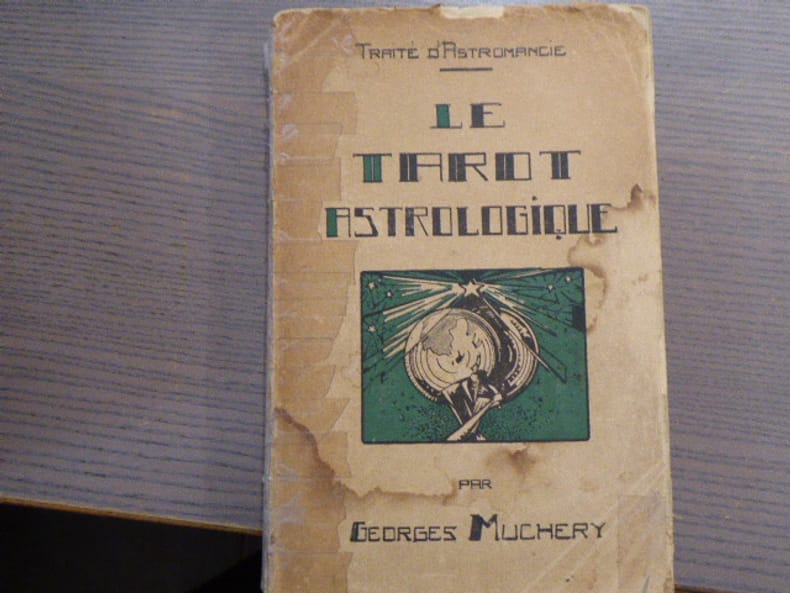 TRAITÉ D'ASTROMANCIE
LE
TAROT
ASTROLOGIQUE
PAR
GEORGES MUCHERY